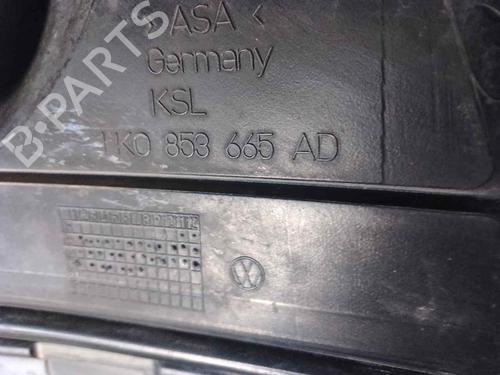 ASA<
Germany
KSL
1K0 853 665 AD
B-PARTS